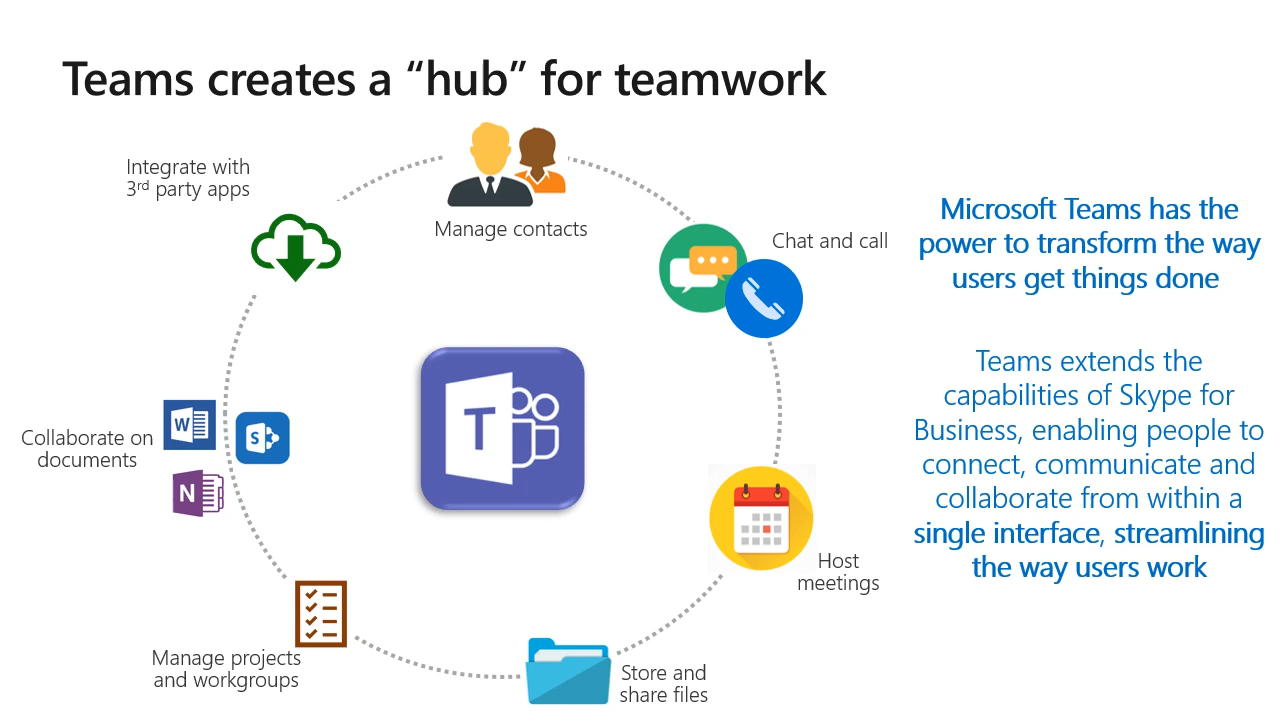 Teams creates a “hub” for teamwork
Integrate with
3rd party apps
Manage contacts
Chat and call
Microsoft Teams has the
power to transform the way
users get things done
Teams extends the
capabilities of Skype for
Business, enabling people to
connect, communicate and
collaborate from within a
single interface, streamlining
the way users work
T
W
S
N
Collaborate on
documents
Host
meetings
Manage projects
and workgroups
Store and
share files